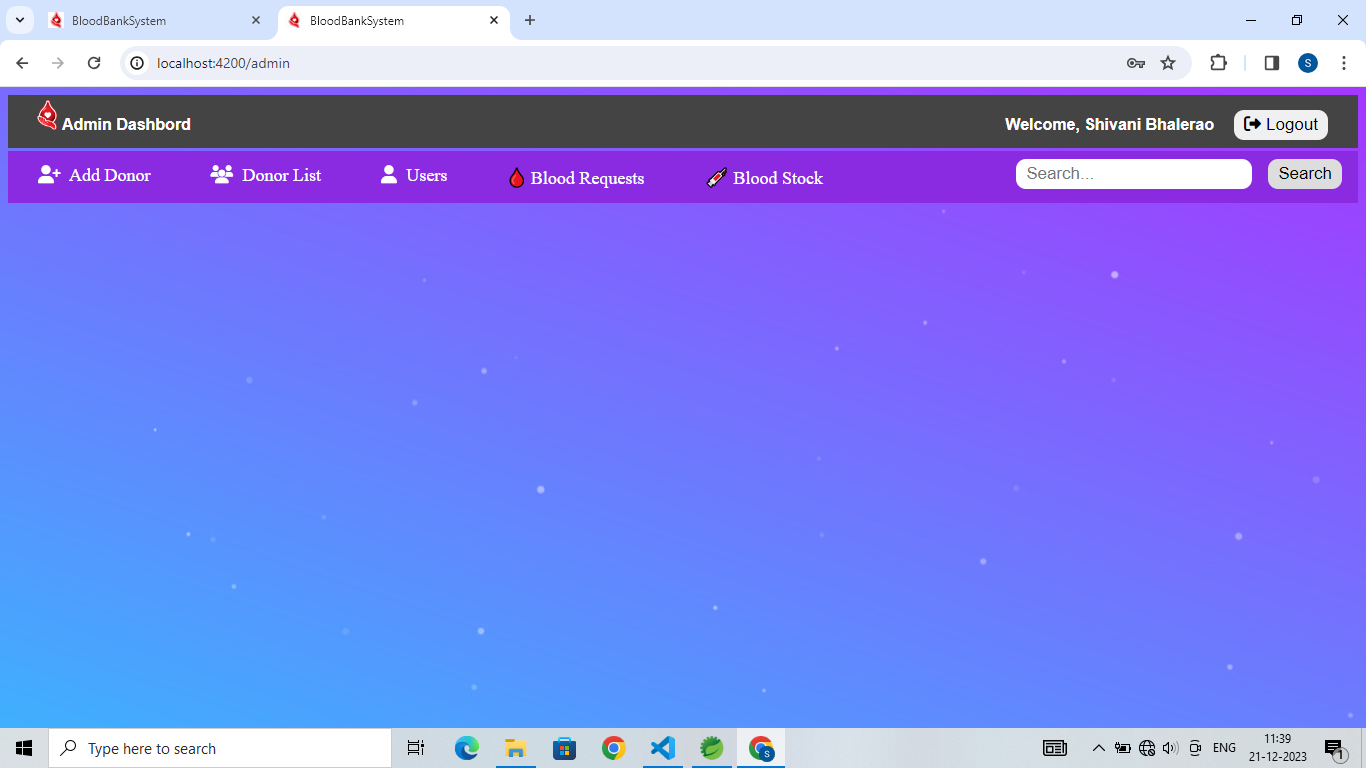 BloodBankSystem
BloodBankSystem
localhost:4200/admin
S
Admin Dashbord
Welcome, Shivani Bhalerao
Logout
Add Donor
Donor List
Users
Blood Requests
Blood Stock
Search...
Search
Type here to search
S
ENG
11:39
21-12-2023
1